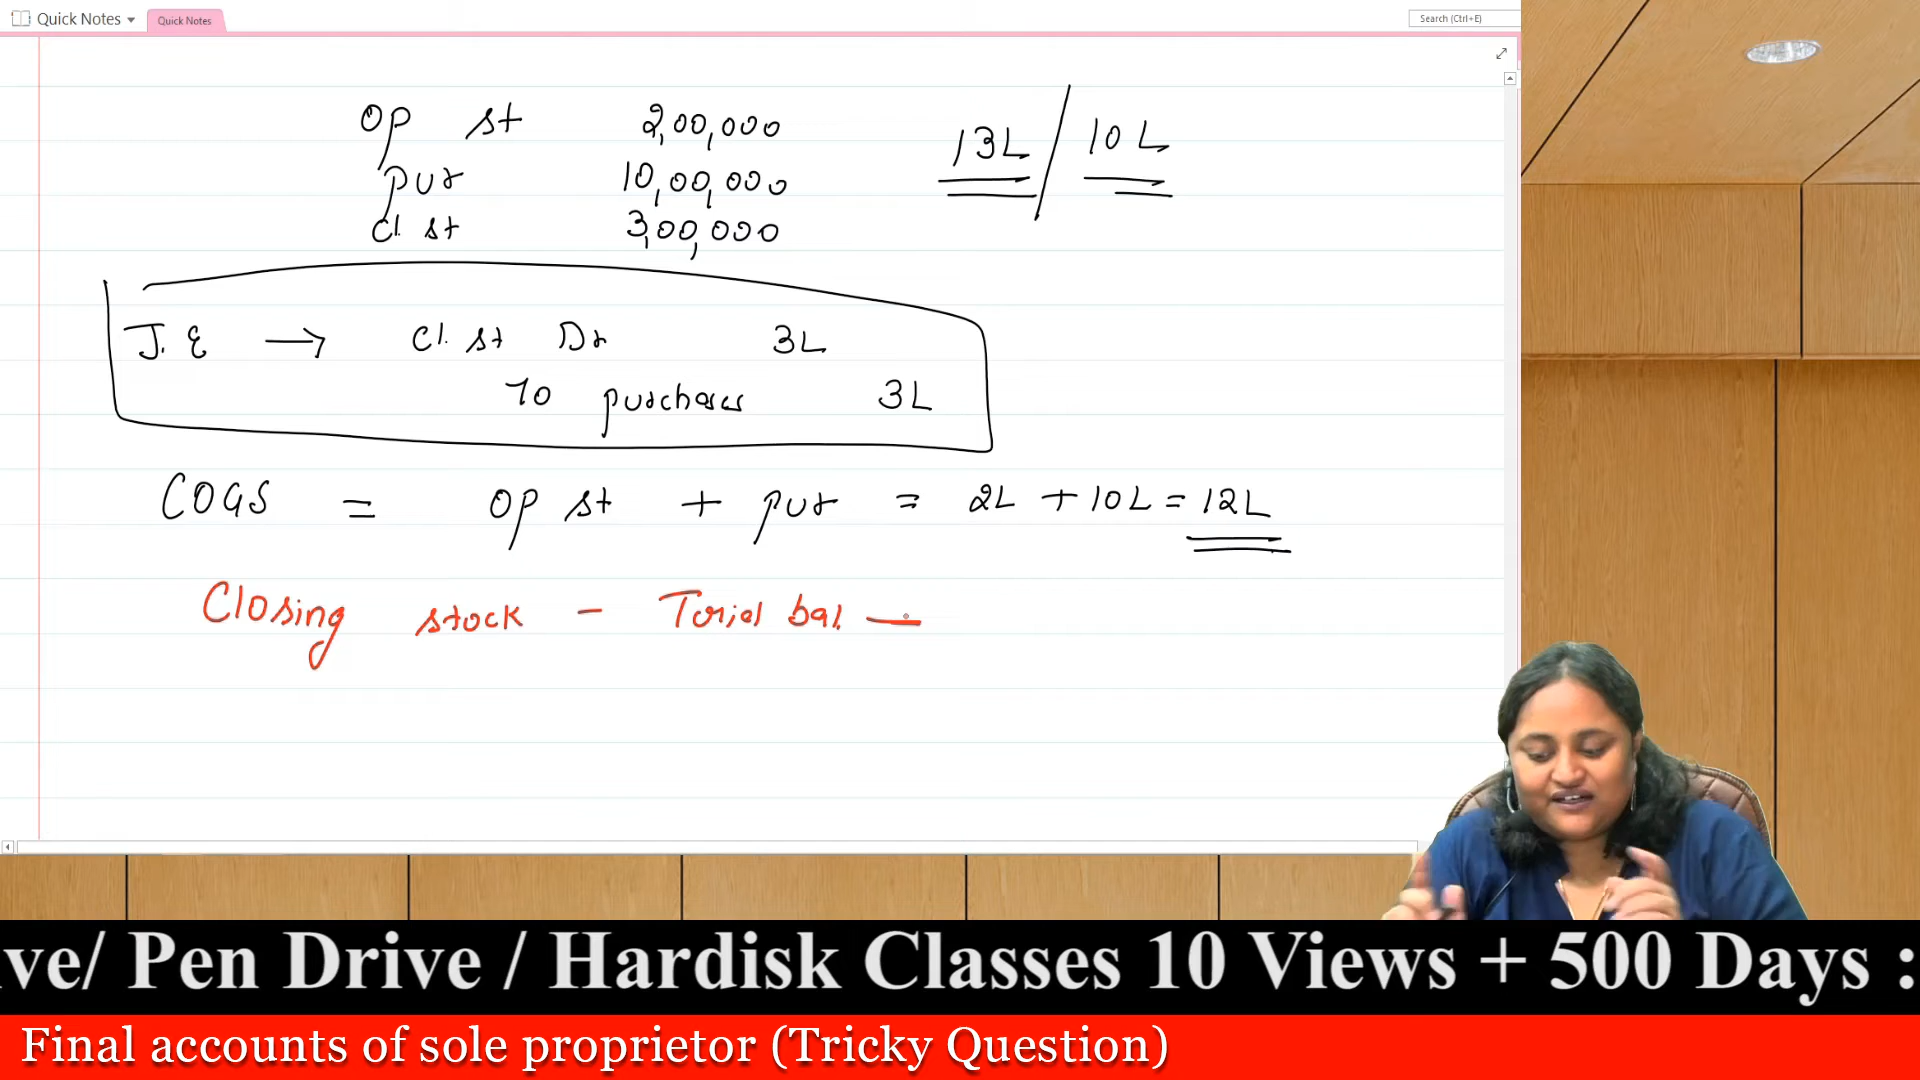 Quick Notes
Quick Notes
Search (Ctrl+E)
Op st 2,00,000
pur 10,00,000
Cl. st 3,00,000
13L / 10L
J.E → Cl. st Dr 3L
To purchases 3L
COGS = Op st + pur = 2L + 10L = 12L
Closing stock - Torial bal. —
ve/ Pen Drive / Hardisk Classes 10 Views + 500 Days :
Final accounts of sole proprietor (Tricky Question)